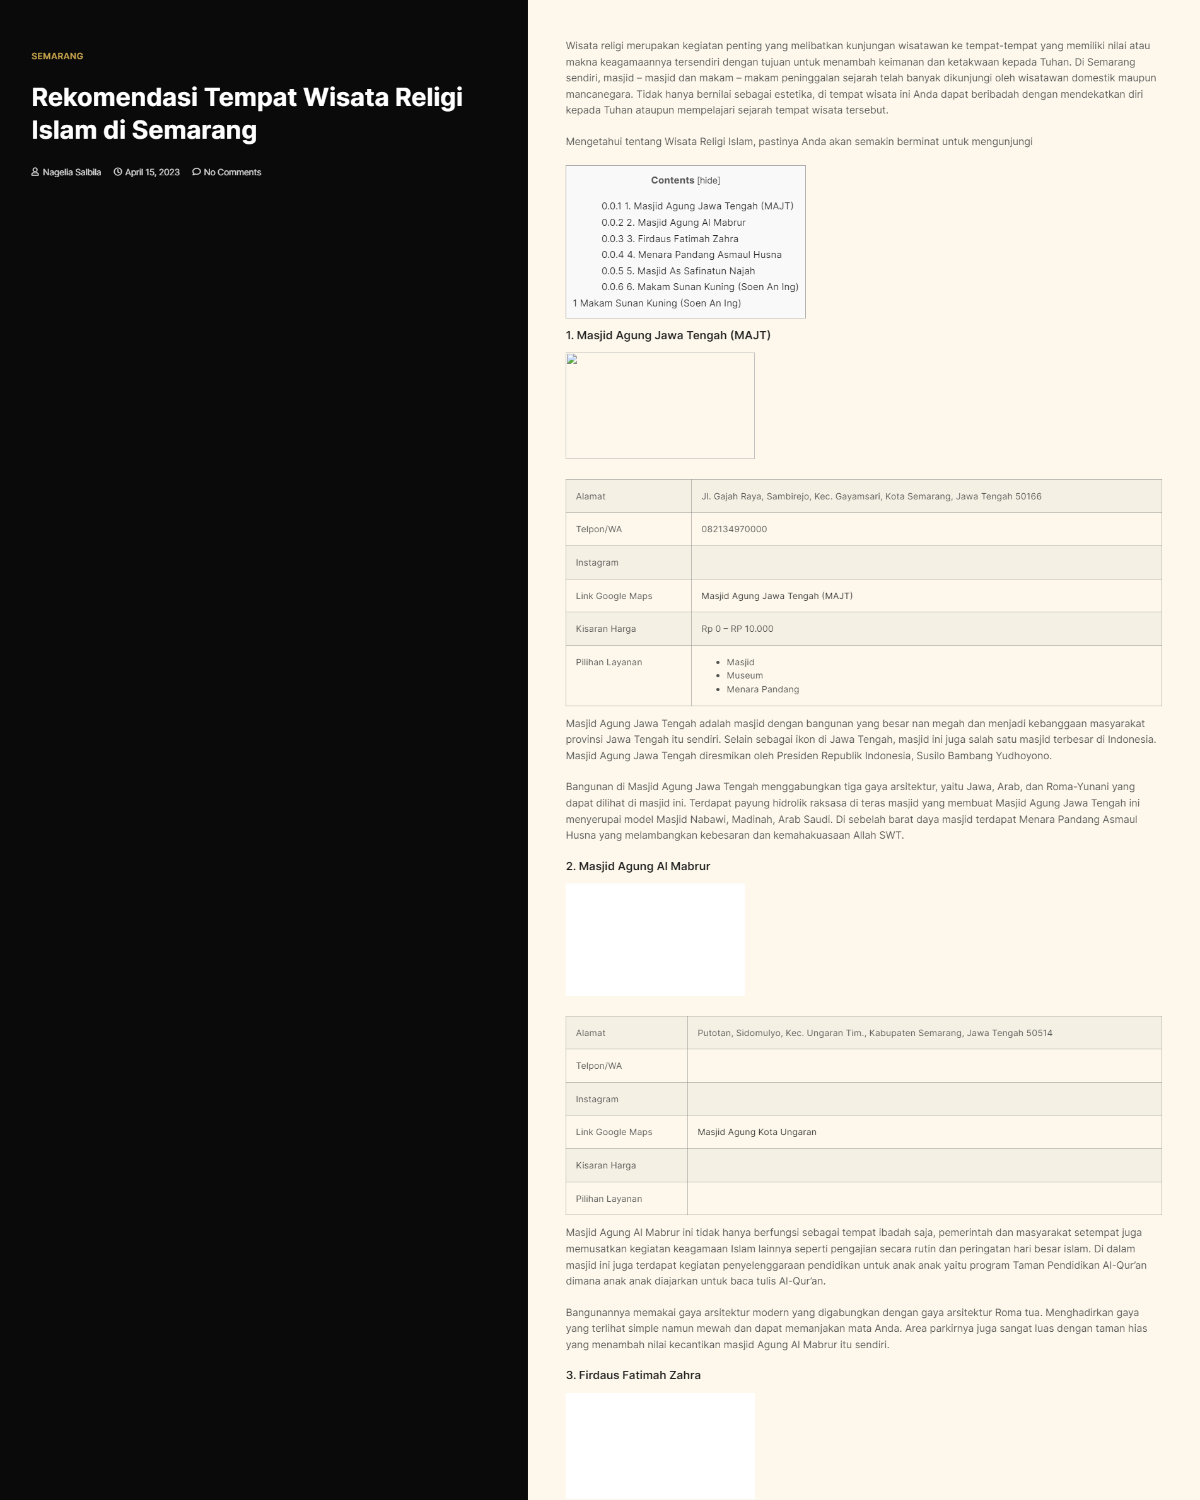 SEMARANG
Rekomendasi Tempat Wisata Religi
Islam di Semarang
Nagelia Salbila April 15, 2023 No Comments
Wisata religi merupakan kegiatan penting yang melibatkan kunjungan wisatawan ke tempat-tempat yang memiliki nilai atau
makna keagamaannya tersendiri dengan tujuan untuk menambah keimanan dan ketakwaan kepada Tuhan. Di Semarang
sendiri, masjid – masjid dan makam – makam peninggalan sejarah telah banyak dikunjungi oleh wisatawan domestik maupun
mancanegara. Tidak hanya bernilai sebagai estetika, di tempat wisata ini Anda dapat beribadah dengan mendekatkan diri
kepada Tuhan ataupun mempelajari sejarah tempat wisata tersebut.
Mengetahui tentang Wisata Religi Islam, pastinya Anda akan semakin berminat untuk mengunjungi
Contents [hide]
0.0.1 1. Masjid Agung Jawa Tengah (MAJT)
0.0.2 2. Masjid Agung Al Mabrur
0.0.3 3. Firdaus Fatimah Zahra
0.0.4 4. Menara Pandang Asmaul Husna
0.0.5 5. Masjid As Safinatun Najah
0.0.6 6. Makam Sunan Kuning (Soen An Ing)
1 Makam Sunan Kuning (Soen An Ing)
1. Masjid Agung Jawa Tengah (MAJT)
Alamat Jl. Gajah Raya, Sambirejo, Kec. Gayamsari, Kota Semarang, Jawa Tengah 50166
Telpon/WA 082134970000
Instagram
Link Google Maps Masjid Agung Jawa Tengah (MAJT)
Kisaran Harga Rp 0 – RP 10.000
Pilihan Layanan • Masjid
• Museum
• Menara Pandang
Masjid Agung Jawa Tengah adalah masjid dengan bangunan yang besar nan megah dan menjadi kebanggaan masyarakat
provinsi Jawa Tengah itu sendiri. Selain sebagai ikon di Jawa Tengah, masjid ini juga salah satu masjid terbesar di Indonesia.
Masjid Agung Jawa Tengah diresmikan oleh Presiden Republik Indonesia, Susilo Bambang Yudhoyono.
Bangunan di Masjid Agung Jawa Tengah menggabungkan tiga gaya arsitektur, yaitu Jawa, Arab, dan Roma-Yunani yang
dapat dilihat di masjid ini. Terdapat payung hidrolik raksasa di teras masjid yang membuat Masjid Agung Jawa Tengah ini
menyerupai model Masjid Nabawi, Madinah, Arab Saudi. Di sebelah barat daya masjid terdapat Menara Pandang Asmaul
Husna yang melambangkan kebesaran dan kemahakuasaan Allah SWT.
2. Masjid Agung Al Mabrur
Alamat Putotan, Sidomulyo, Kec. Ungaran Tim., Kabupaten Semarang, Jawa Tengah 50514
Telpon/WA
Instagram
Link Google Maps Masjid Agung Kota Ungaran
Kisaran Harga
Pilihan Layanan
Masjid Agung Al Mabrur ini tidak hanya berfungsi sebagai tempat ibadah saja, pemerintah dan masyarakat setempat juga
memusatkan kegiatan keagamaan Islam lainnya seperti pengajian secara rutin dan peringatan hari besar islam. Di dalam
masjid ini juga terdapat kegiatan penyelenggaraan pendidikan untuk anak anak yaitu program Taman Pendidikan Al-Qur’an
dimana anak anak diajarkan untuk baca tulis Al-Qur’an.
Bangunannya memakai gaya arsitektur modern yang digabungkan dengan gaya arsitektur Roma tua. Menghadirkan gaya
yang terlihat simple namun mewah dan dapat memanjakan mata Anda. Area parkirnya juga sangat luas dengan taman hias
yang menambah nilai kecantikan masjid Agung Al Mabrur itu sendiri.
3. Firdaus Fatimah Zahra